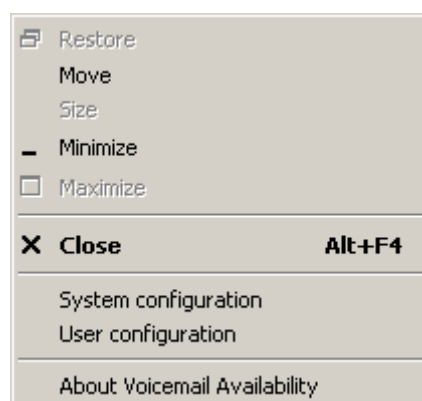 Restore
Move
Size
Minimize
Maximize
Close Alt+F4
System configuration
User configuration
About Voicemail Availability